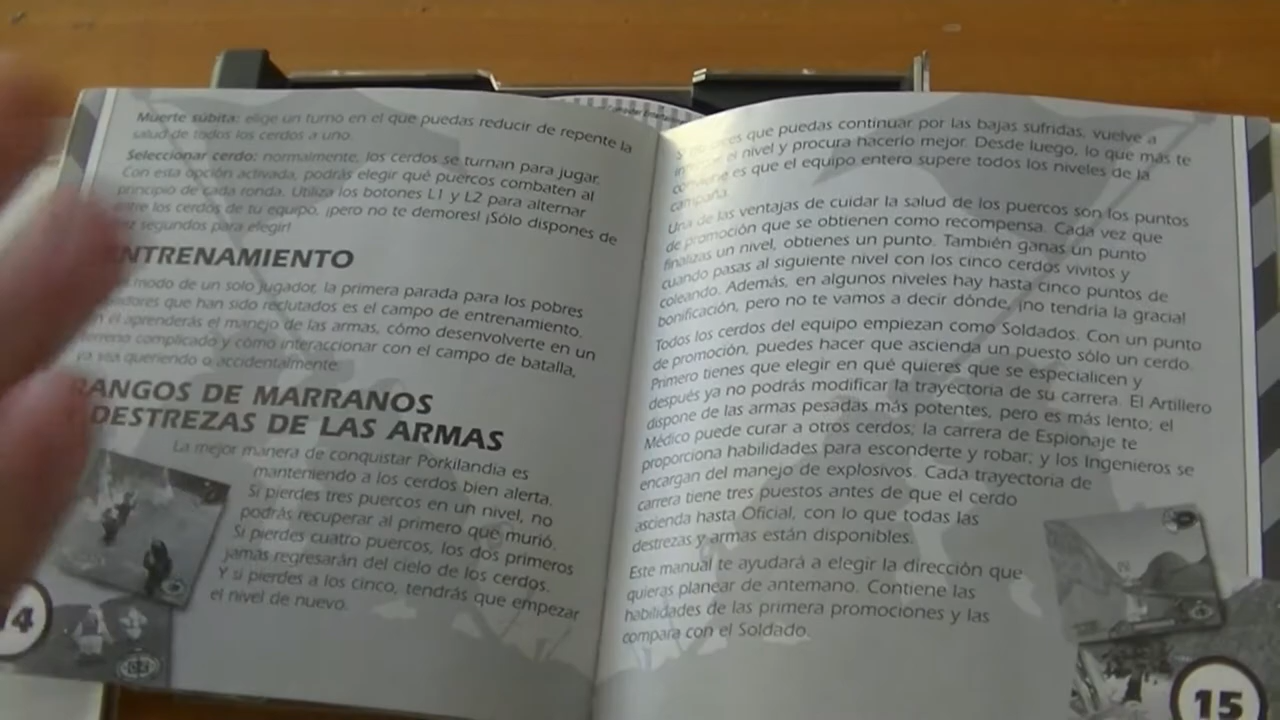 Muerte súbita: elige un turno en el que puedas reducir de repente la
salud de todos los cerdos a uno.
Seleccionar cerdo: normalmente, los cerdos se turnan para jugar.
Con esta opción activada, podrás elegir qué puercos combaten al
principio de cada ronda. Utiliza los botones L1 y L2 para alternar
entre los cerdos de tu equipo, ¡pero no te demores! ¡Sólo dispones de
segundos para elegir!
ENTRENAMIENTO
modo de un solo jugador, la primera parada para los pobres
que han sido reclutados es el campo de entrenamiento.
él aprenderás el manejo de las armas, cómo desenvolverte en un
terreno complicado y cómo interaccionar con el campo de batalla,
ya sea queriendo o accidentalmente.
RANGOS DE MARRANOS
DESTREZAS DE LAS ARMAS
La mejor manera de conquistar Porkilandia es
manteniendo a los cerdos bien alerta.
Si pierdes tres puercos en un nivel, no
podrás recuperar al primero que murió.
Si pierdes cuatro puercos, los dos primeros
jamás regresarán del cielo de los cerdos.
Y si pierdes a los cinco, tendrás que empezar
el nivel de nuevo.
14
que puedas continuar por las bajas sufridas, vuelve a
el nivel y procura hacerlo mejor. Desde luego, lo que más te
conviene es que el equipo entero supere todos los niveles de la
campaña.
Una de las ventajas de cuidar la salud de los puercos son los puntos
de promoción que se obtienen como recompensa. Cada vez que
finalizas un nivel, obtienes un punto. También ganas un punto
cuando pasas al siguiente nivel con los cinco cerdos vivitos y
coleando. Además, en algunos niveles hay hasta cinco puntos de
bonificación, pero no te vamos a decir dónde, ¡no tendría la gracia!
Todos los cerdos del equipo empiezan como Soldados. Con un punto
de promoción, puedes hacer que ascienda un puesto sólo un cerdo.
Primero tienes que elegir en qué quieres que se especialicen y
después ya no podrás modificar la trayectoria de su carrera. El Artillero
dispone de las armas pesadas más potentes, pero es más lento; el
Médico puede curar a otros cerdos; la carrera de Espionaje te
proporciona habilidades para esconderte y robar; y los Ingenieros se
encargan del manejo de explosivos. Cada trayectoria de
carrera tiene tres puestos antes de que el cerdo
ascienda hasta Oficial, con lo que todas las
destrezas y armas están disponibles.
Este manual te ayudará a elegir la dirección que
quieras planear de antemano. Contiene las
habilidades de las primera promociones y las
compara con el Soldado.
15